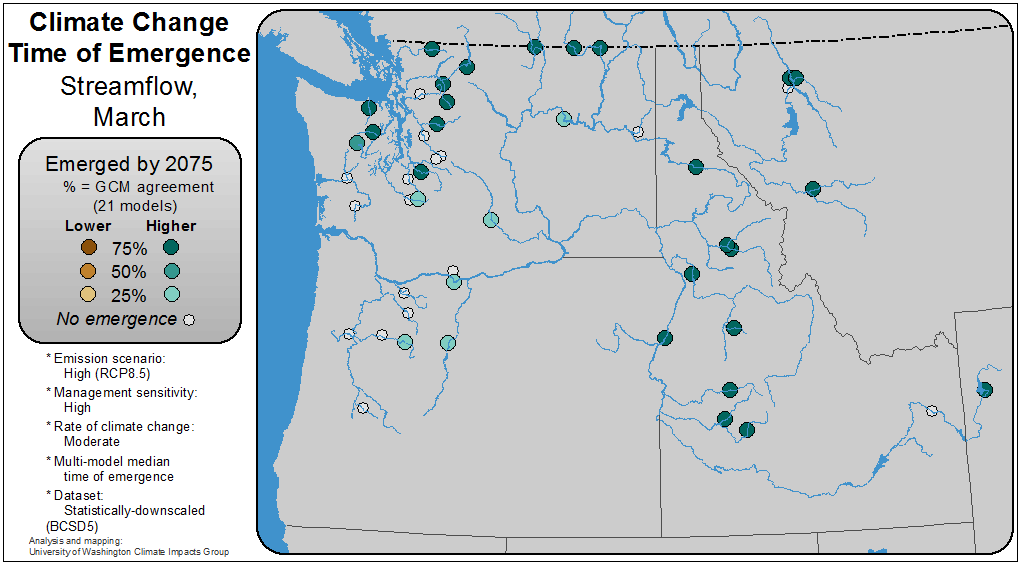 Climate Change
Time of Emergence
Streamflow,
March
Emerged by 2075
% = GCM agreement
(21 models)
Lower Higher
75%
50%
25%
No emergence
* Emission scenario:
High (RCP8.5)
* Management sensitivity:
High
* Rate of climate change:
Moderate
* Multi-model median
time of emergence
* Dataset:
Statistically-downscaled
(BCSD5)
Analysis and mapping:
University of Washington Climate Impacts Group